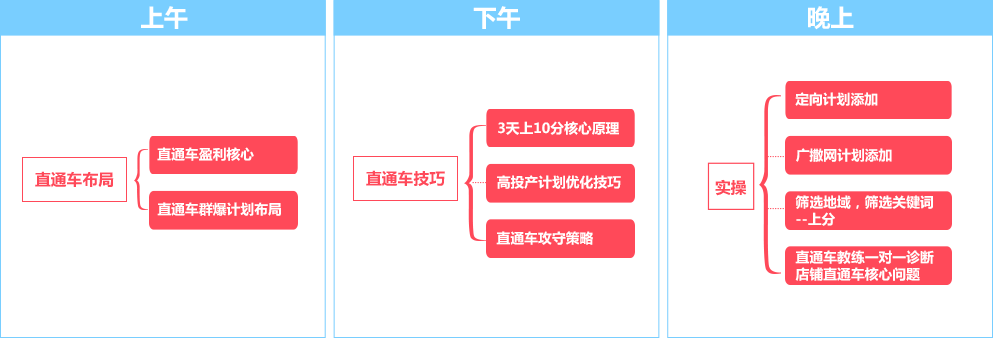 上午
直通车布局
直通车盈利核心
直通车群爆计划布局
下午
直通车技巧
3天上10分核心原理
高投产计划优化技巧
直通车攻守策略
晚上
实操
定向计划添加
广撒网计划添加
筛选地域，筛选关键词
--上分
直通车教练一对一诊断
店铺直通车核心问题